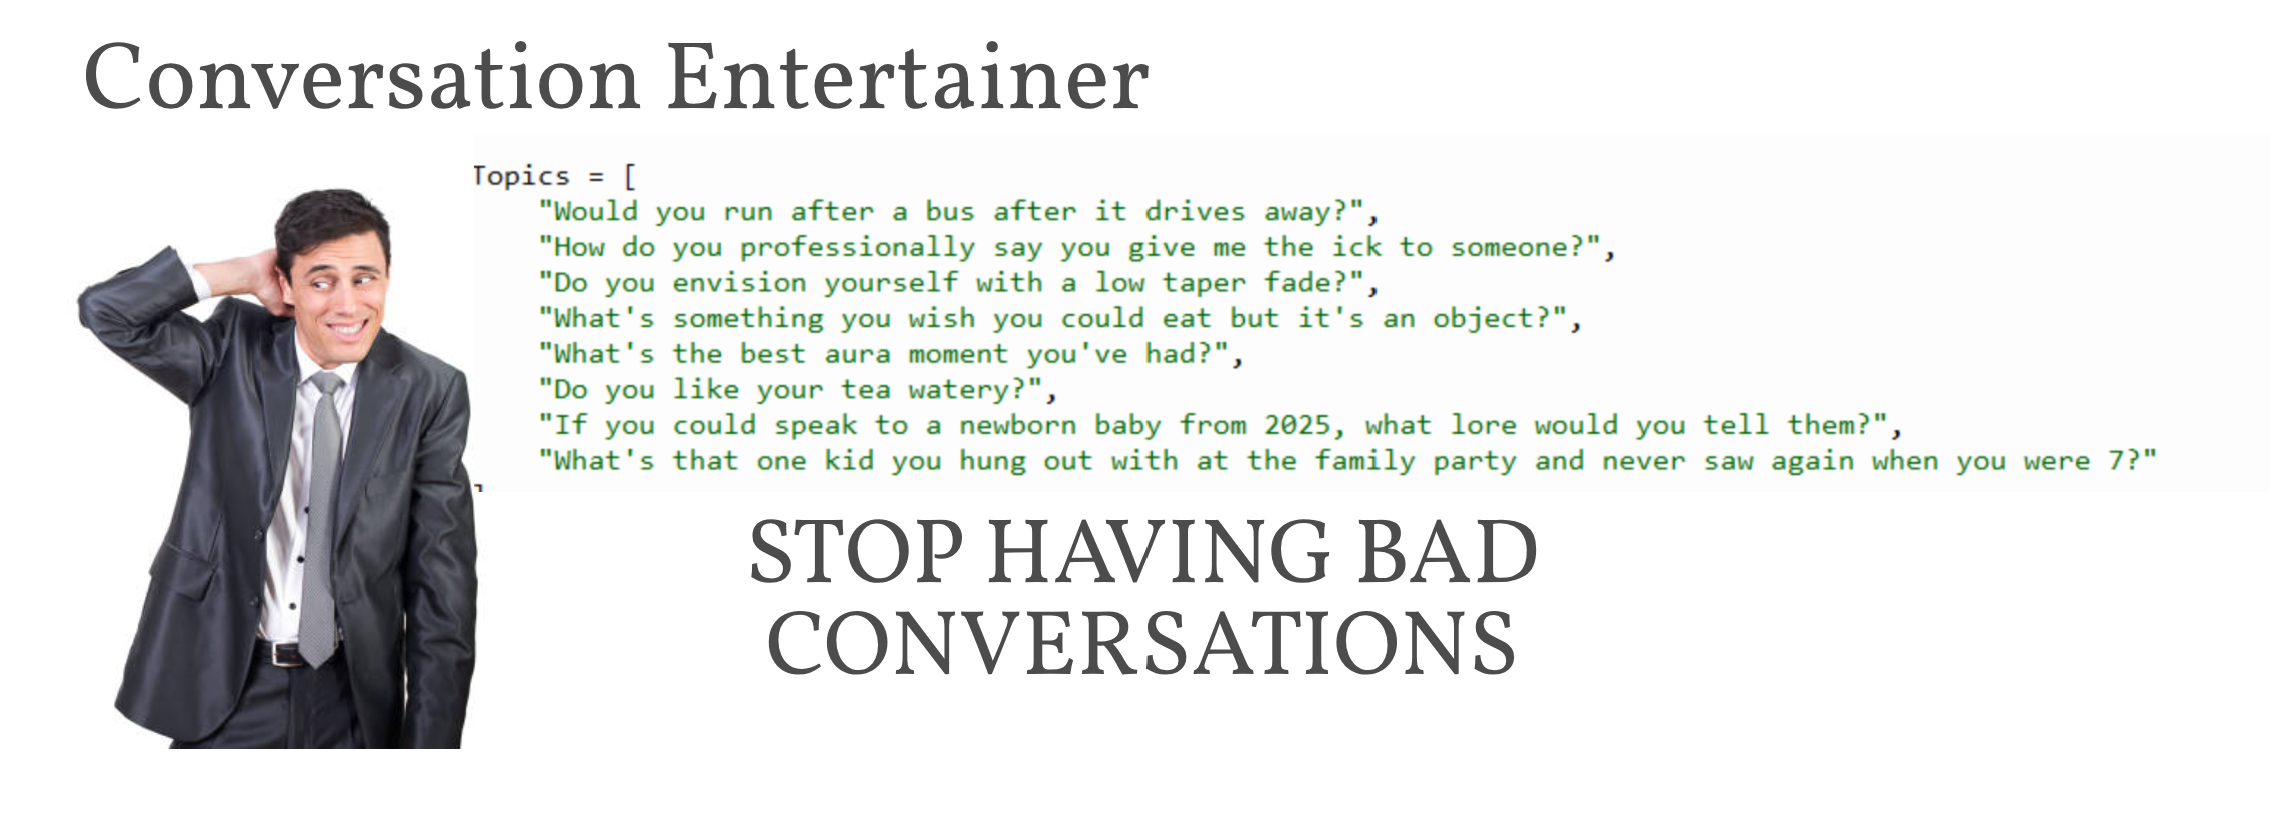 Conversation Entertainer
Topics = [
"Would you run after a bus after it drives away?",
"How do you professionally say you give me the ick to someone?",
"Do you envision yourself with a low taper fade?",
"What's something you wish you could eat but it's an object?",
"What's the best aura moment you've had?",
"Do you like your tea watery?",
"If you could speak to a newborn baby from 2025, what lore would you tell them?",
"What's that one kid you hung out with at the family party and never saw again when you were 7?"
]
STOP HAVING BAD
CONVERSATIONS